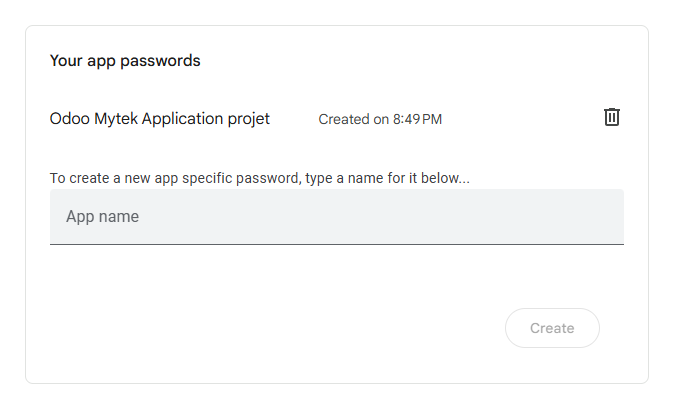 Your app passwords
Odoo Mytek Application projet Created on 8:49 PM
To create a new app specific password, type a name for it below...
App name
Create